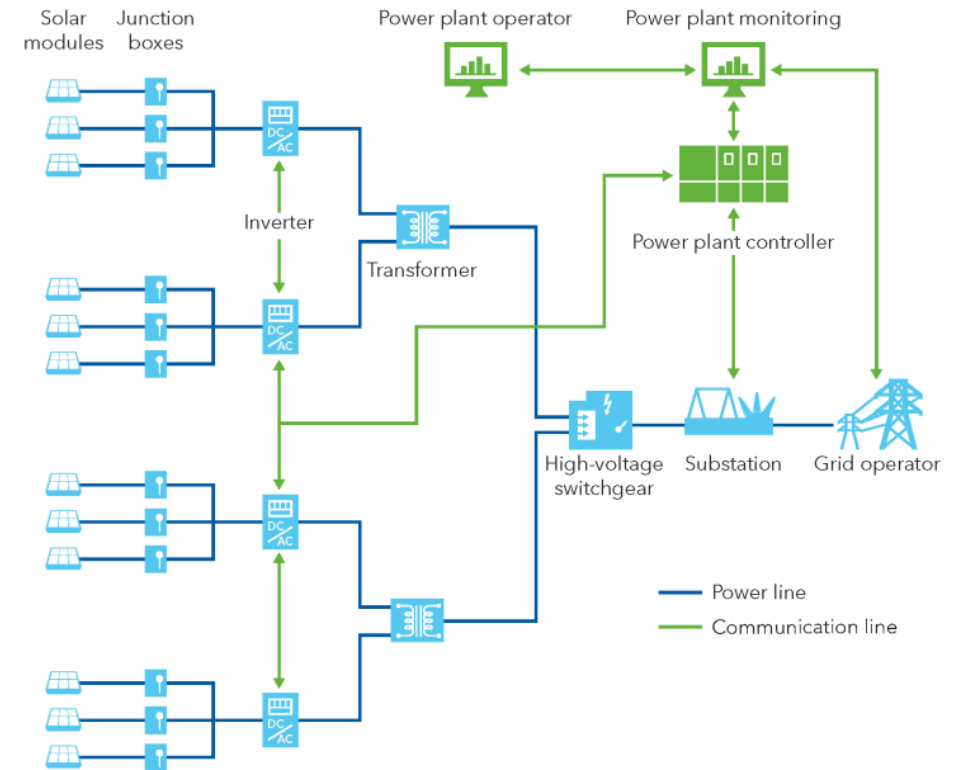 Solar
modules
Junction
boxes
Power plant operator
Power plant monitoring
DC
AC
Inverter
Power plant controller
Transformer
DC
AC
High-voltage
switchgear
Substation
Grid operator
DC
AC
Power line
Communication line
DC
AC